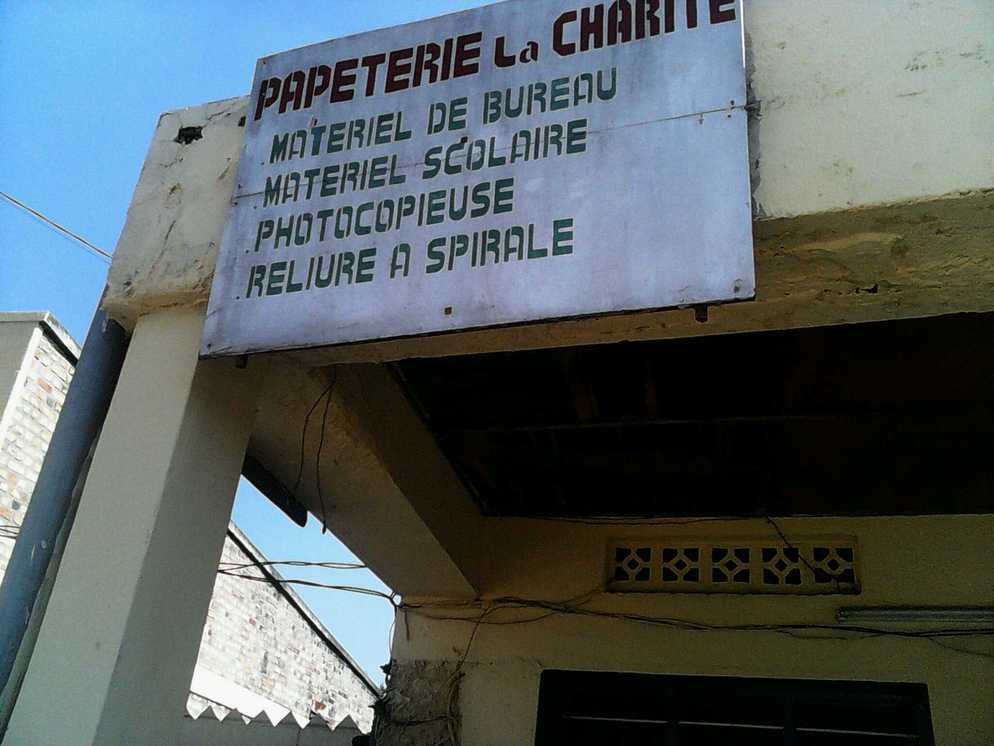 PAPETERIE La CHARITE
. MATERIEL DE BUREAU
. MATERIEL SCOLAIRE
. PHOTOCOPIEUSE
. RELIURE A SPIRALE